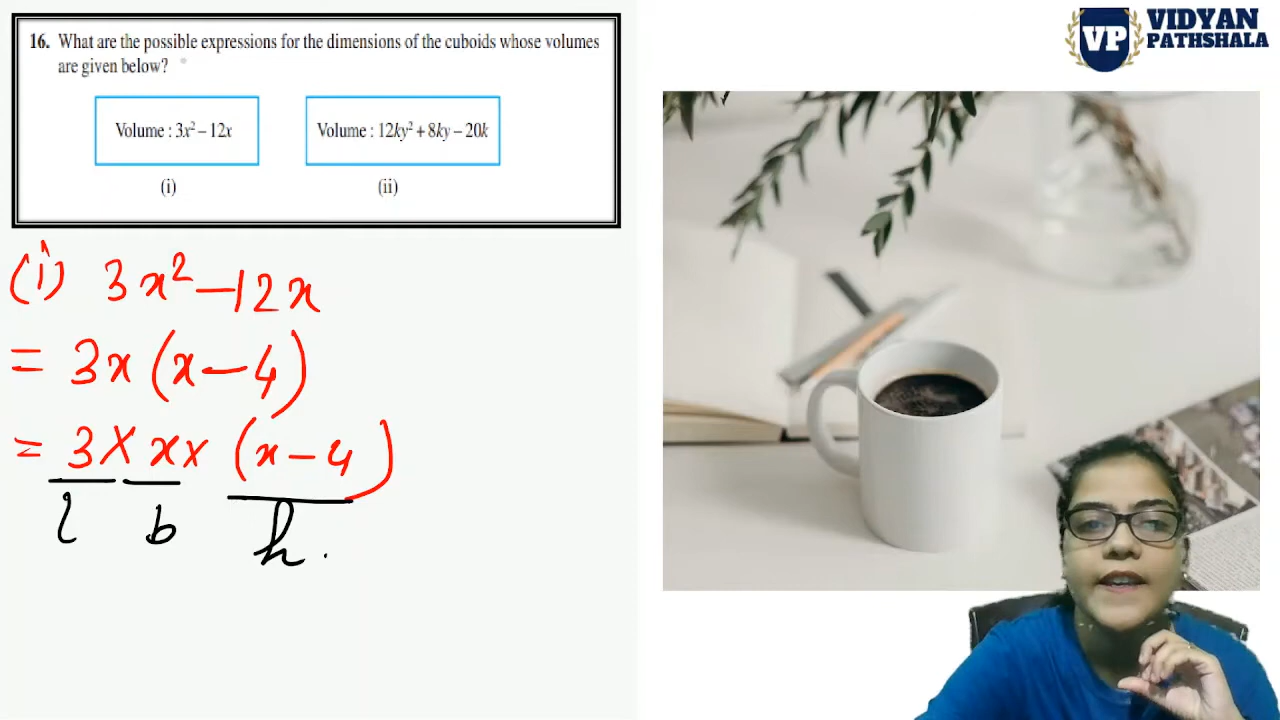 16. What are the possible expressions for the dimensions of the cuboids whose volumes
are given below?
Volume : 3x² – 12x
Volume : 12ky² + 8ky – 20k
(i)
(ii)
VP VIDYAN
PATHSHALA
(i) 3x² – 12x
= 3x (x – 4)
= 3 × x × (x – 4)
l b h.